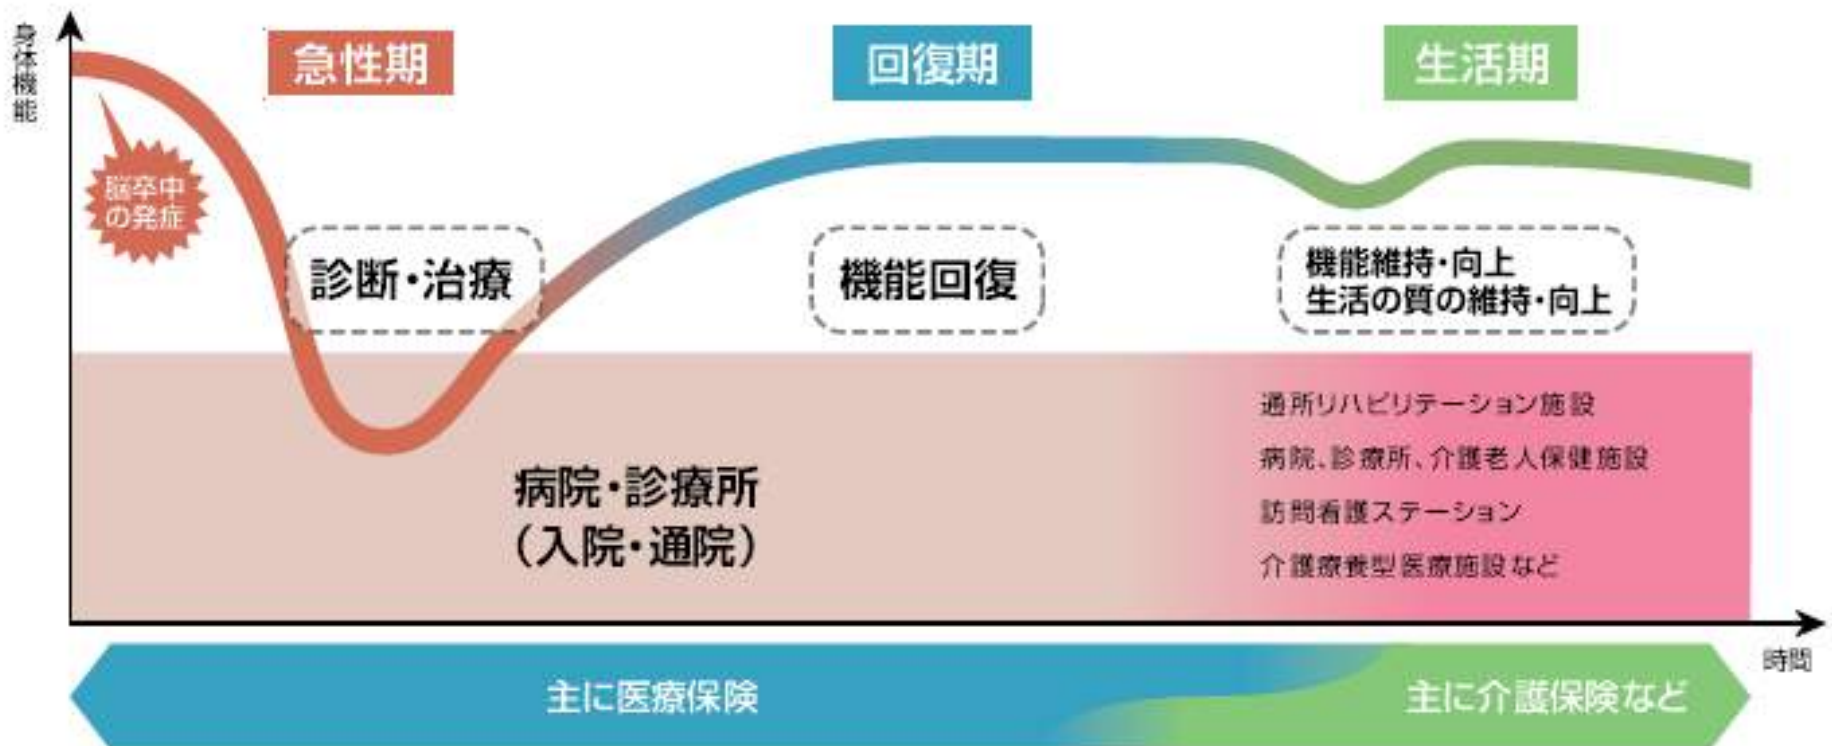 身体機能
急性期
回復期
生活期
脳卒中
の発症
診断・治療
機能回復
機能維持・向上
生活の質の維持・向上
病院・診療所
（入院・通院）
通所リハビリテーション施設
病院、診療所、介護老人保健施設
訪問看護ステーション
介護療養型医療施設など
時間
主に医療保険
主に介護保険など